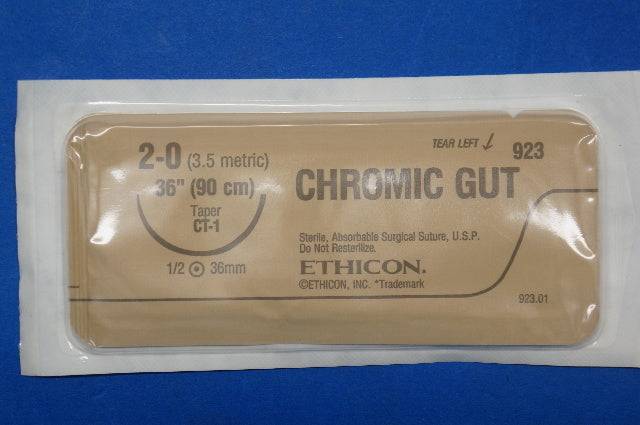 TEAR LEFT
923
2-0 (3.5 metric)
36" (90 cm)
Taper
CT-1
1/2 36mm
CHROMIC GUT
Sterile, Absorbable Surgical Suture, U.S.P.
Do Not Resterilize.
ETHICON.
©ETHICON, INC. *Trademark
923.01